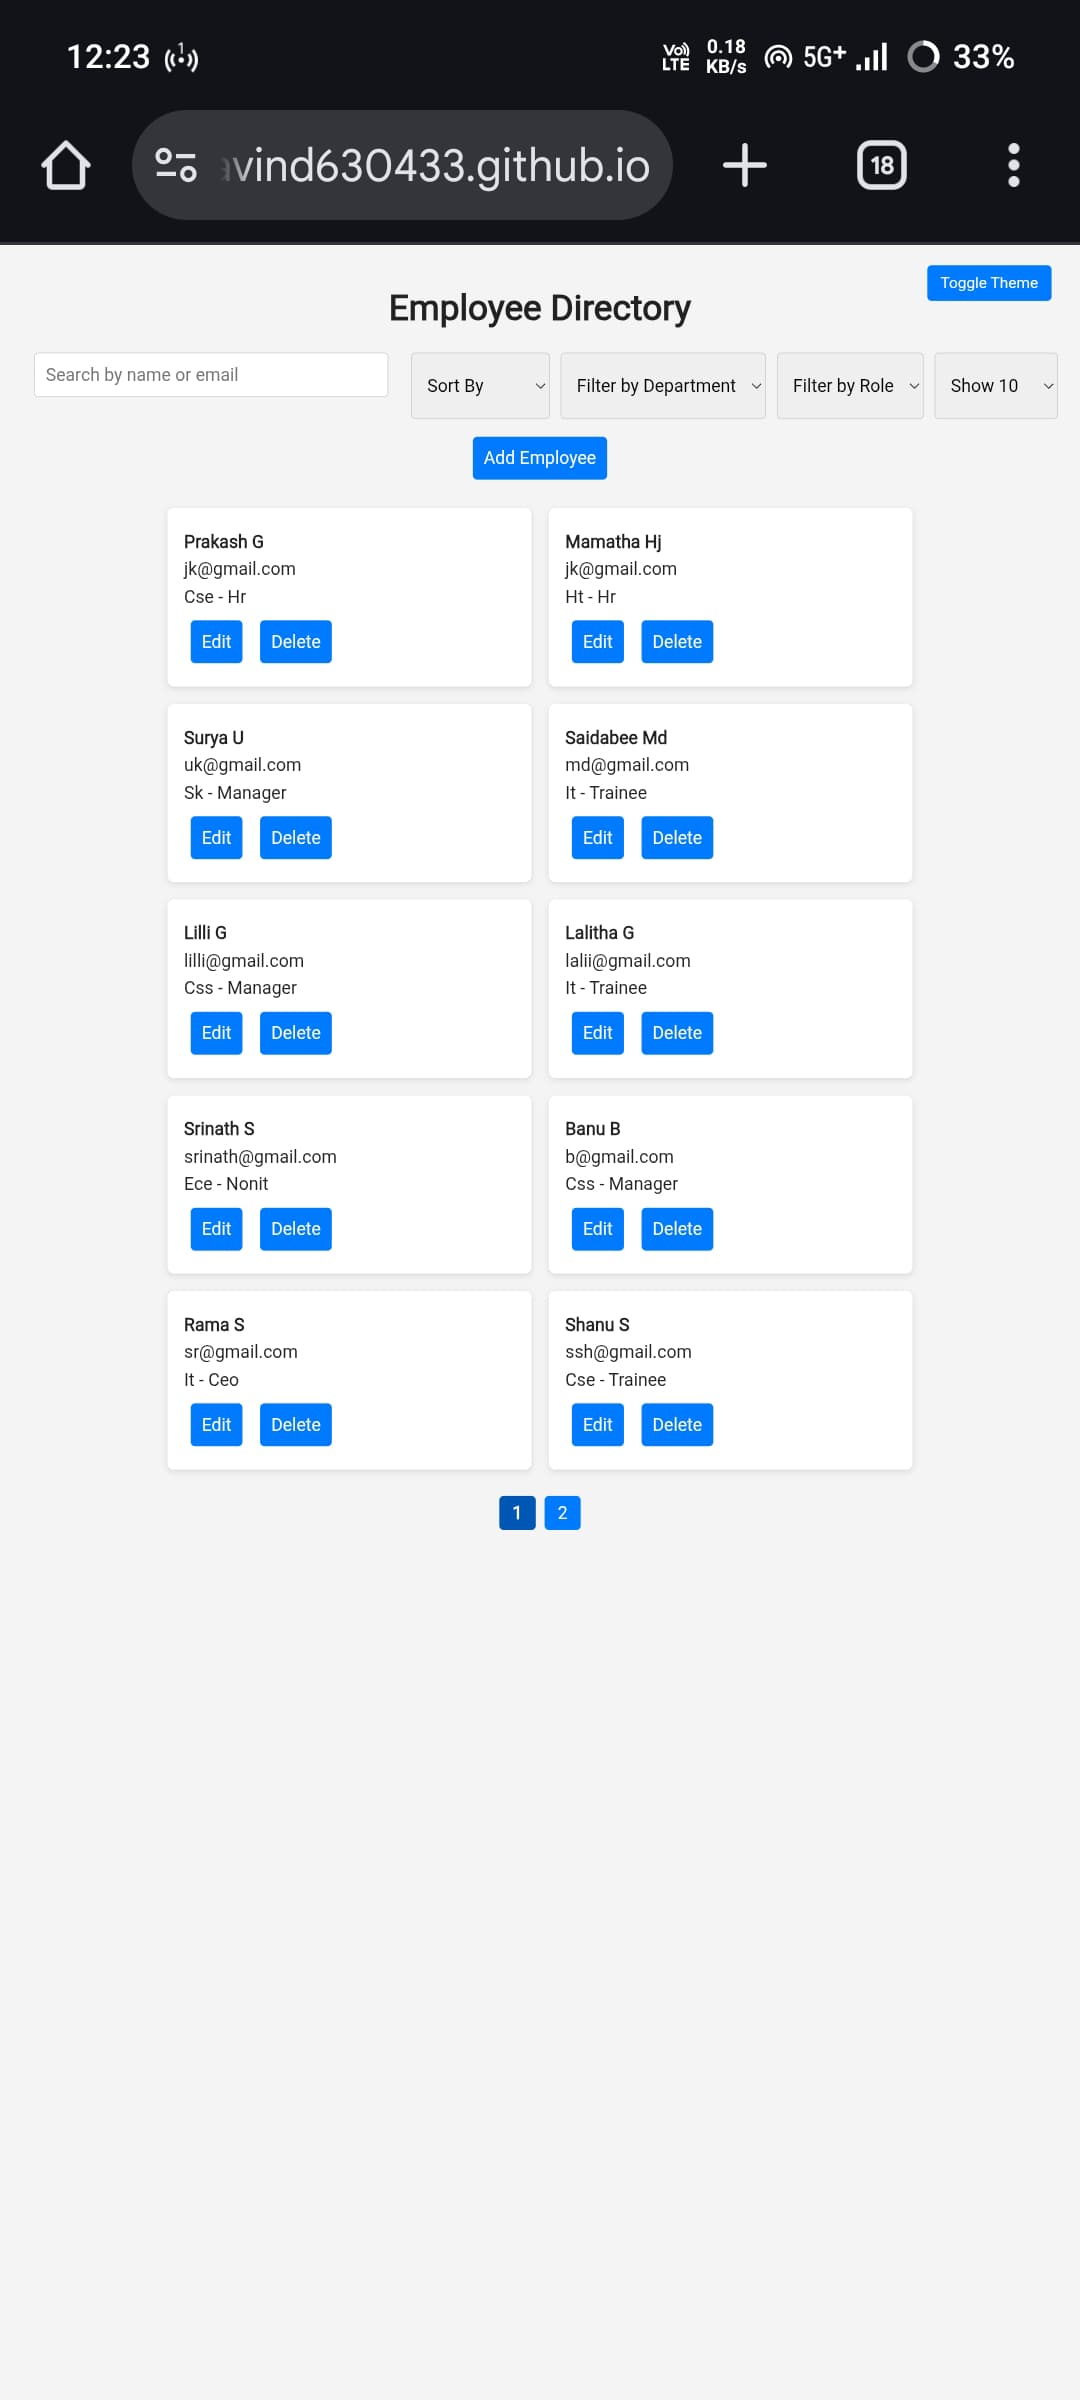 12:23
Vo) LTE 0.18 KB/s 5G+ 33%
vind630433.github.io
18
Toggle Theme
Employee Directory
Search by name or email
Sort By Filter by Department Filter by Role Show 10
Add Employee
Prakash G
jk@gmail.com
Cse - Hr
Edit Delete
Mamatha Hj
jk@gmail.com
Ht - Hr
Edit Delete
Surya U
uk@gmail.com
Sk - Manager
Edit Delete
Saidabee Md
md@gmail.com
It - Trainee
Edit Delete
Lilli G
lilli@gmail.com
Css - Manager
Edit Delete
Lalitha G
lalii@gmail.com
It - Trainee
Edit Delete
Srinath S
srinath@gmail.com
Ece - Nonit
Edit Delete
Banu B
b@gmail.com
Css - Manager
Edit Delete
Rama S
sr@gmail.com
It - Ceo
Edit Delete
Shanu S
ssh@gmail.com
Cse - Trainee
Edit Delete
1 2